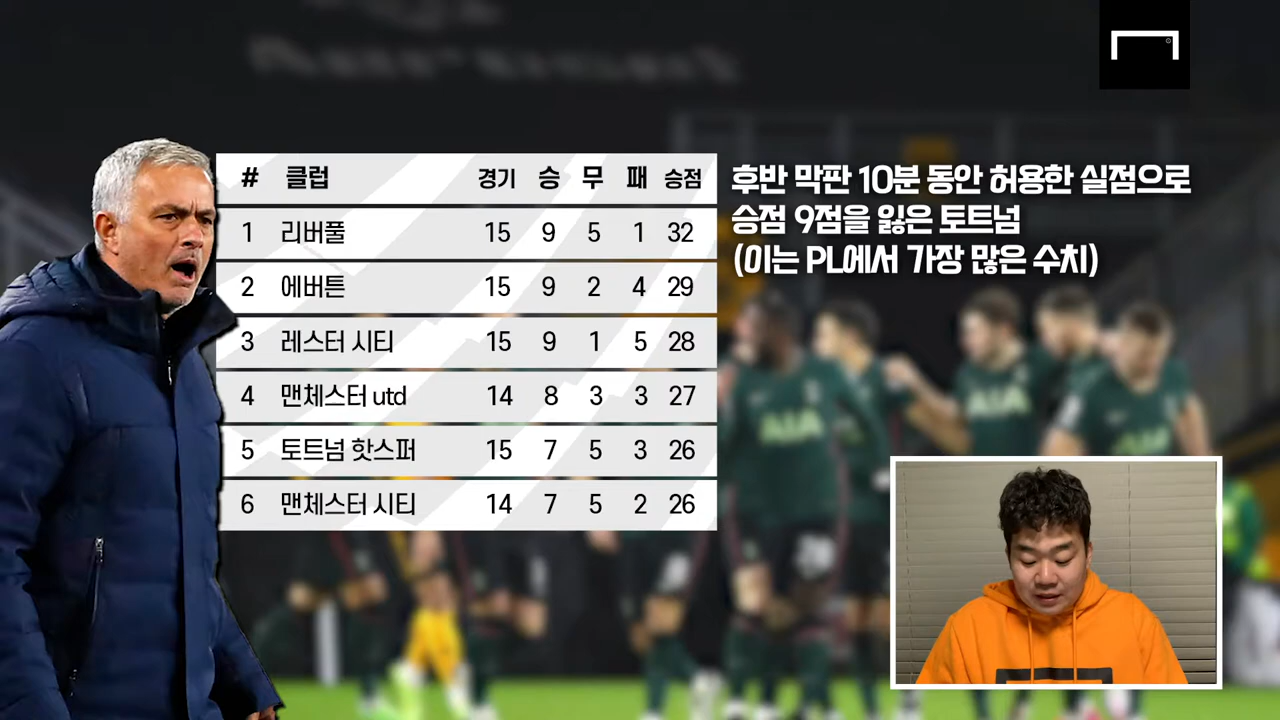 # 클럽 경기 승 무 패 승점
1 리버풀 15 9 5 1 32
2 에버튼 15 9 2 4 29
3 레스터 시티 15 9 1 5 28
4 맨체스터 utd 14 8 3 3 27
5 토트넘 핫스퍼 15 7 5 3 26
6 맨체스터 시티 14 7 5 2 26
후반 막판 10분 동안 허용한 실점으로
승점 9점을 잃은 토트넘
(이는 PL에서 가장 많은 수치)
AIA
AIA
AIA